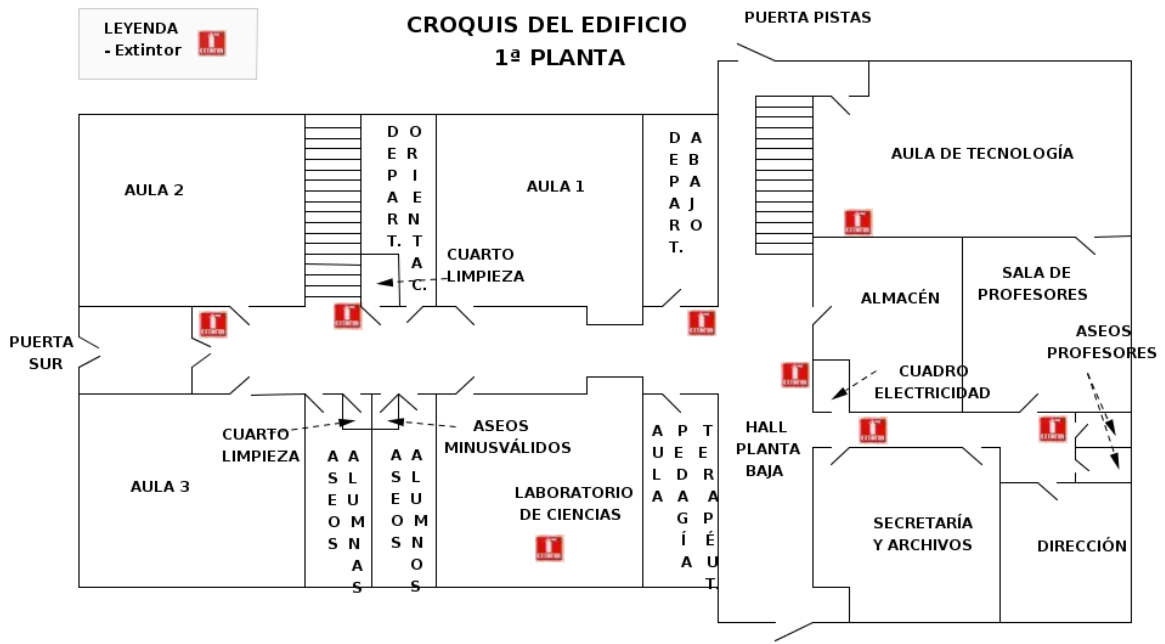 LEYENDA
- Extintor
CROQUIS DEL EDIFICIO
1ª PLANTA
PUERTA PISTAS
AULA 2
DEPART.
ORIENTAC.
AULA 1
DEPART.
ABAJO
AULA DE TECNOLOGÍA
CUARTO
LIMPIEZA
ALMACÉN
SALA DE
PROFESORES
PUERTA
SUR
ASEOS
PROFESORES
CUADRO
ELECTRICIDAD
CUARTO
LIMPIEZA
ASEOS
MINUSVÁLIDOS
HALL
PLANTA
BAJA
AULA 3
ASEOS
ALUMNAS
ASEOS
ALUMNOS
LABORATORIO
DE CIENCIAS
AULA
PEDAGÍA
TERAPÉUT.
SECRETARÍA
Y ARCHIVOS
DIRECCIÓN